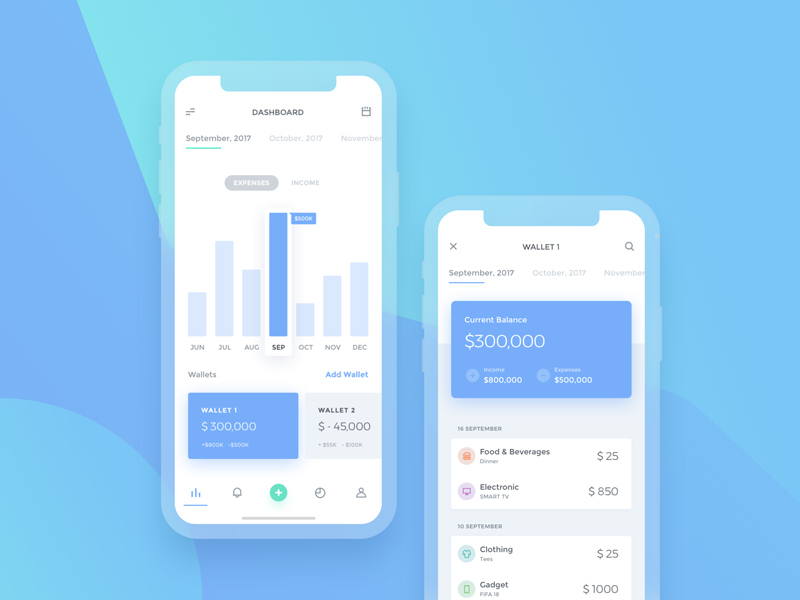 DASHBOARD
September, 2017 October, 2017 November
EXPENSES INCOME
$500K
JUN JUL AUG SEP OCT NOV DEC
Wallets Add Wallet
WALLET 1
$ 300,000
+$800K -$500K
WALLET 2
$ - 45,000
+ $55K - $100K
WALLET 1
September, 2017 October, 2017 November
Current Balance
$300,000
Income
$800,000
Expenses
$500,000
16 SEPTEMBER
Food & Beverages
Dinner
$ 25
Electronic
SMART TV
$ 850
10 SEPTEMBER
Clothing
Tees
$ 25
Gadget
FIFA 18
$ 1000